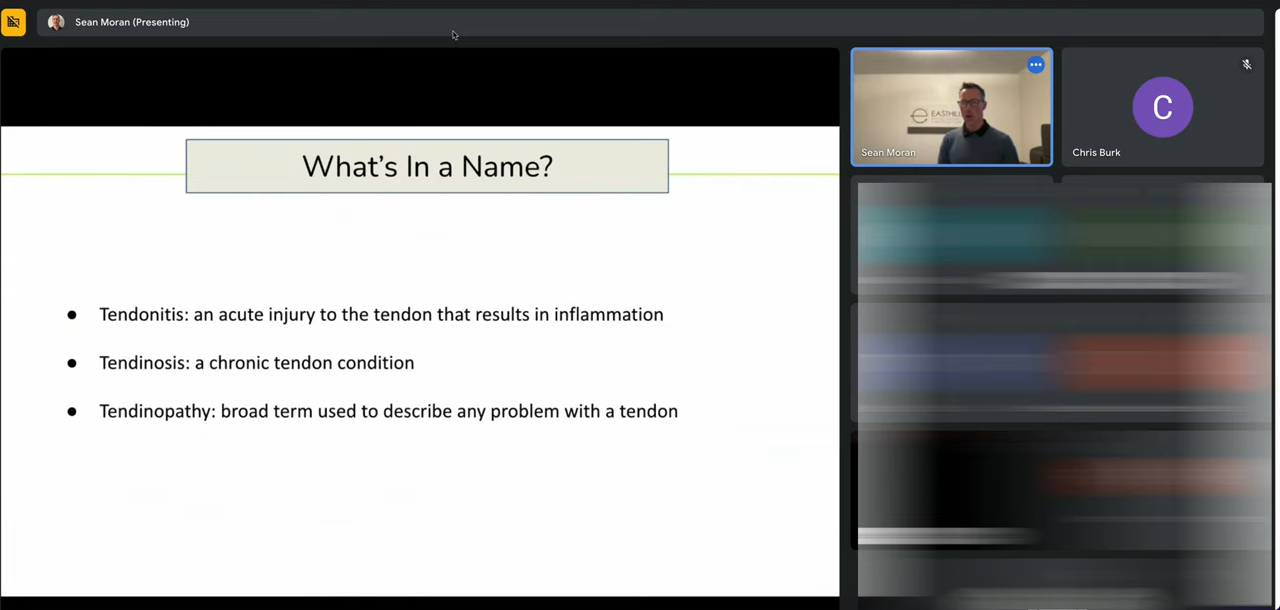 Sean Moran (Presenting)
What's In a Name?
● Tendonitis: an acute injury to the tendon that results in inflammation
● Tendinosis: a chronic tendon condition
● Tendinopathy: broad term used to describe any problem with a tendon
EASTHILL
Sean Moran
C
Chris Burk